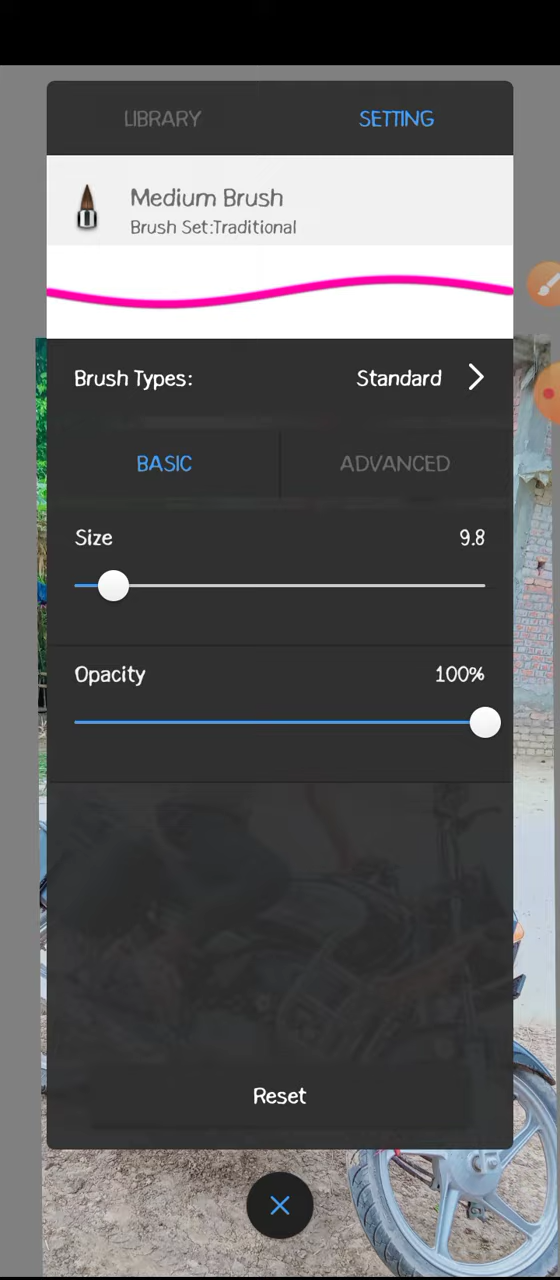 LIBRARY SETTING
Medium Brush
Brush Set:Traditional
Brush Types: Standard
BASIC ADVANCED
Size 9.8
Opacity 100%
Reset